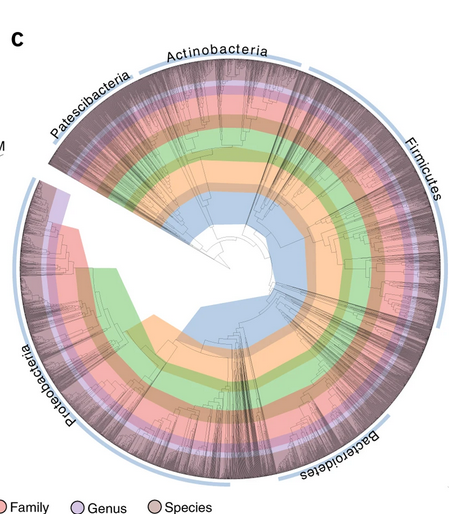 c
Actinobacteria
Patescibacteria
Firmicutes
M
Proteobacteria
Bacteroidetes
Family Genus Species